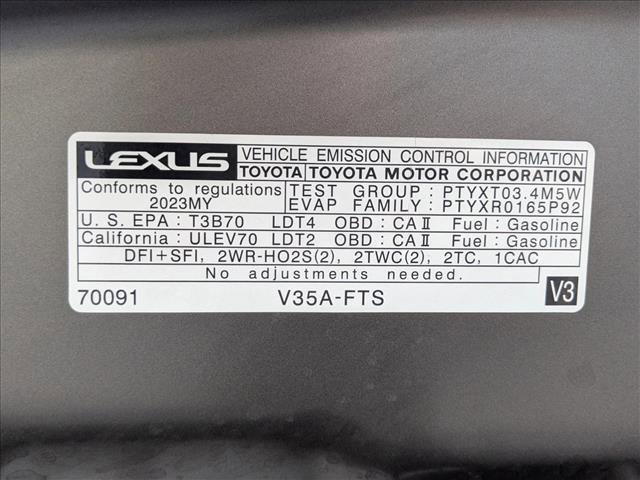 LEXUS VEHICLE EMISSION CONTROL INFORMATION
TOYOTA TOYOTA MOTOR CORPORATION
Conforms to regulations TEST GROUP : PTYXT03.4M5W
2023MY EVAP FAMILY: PTYXR0165P92
U. S. EPA : T3B70 LDT4 OBD : CA II Fuel : Gasoline
California : ULEV70 LDT2 OBD : CA II Fuel : Gasoline
DFI+SFI, 2WR-HO2S(2), 2TWC(2), 2TC, 1CAC
No adjustments needed.
70091 V35A-FTS V3